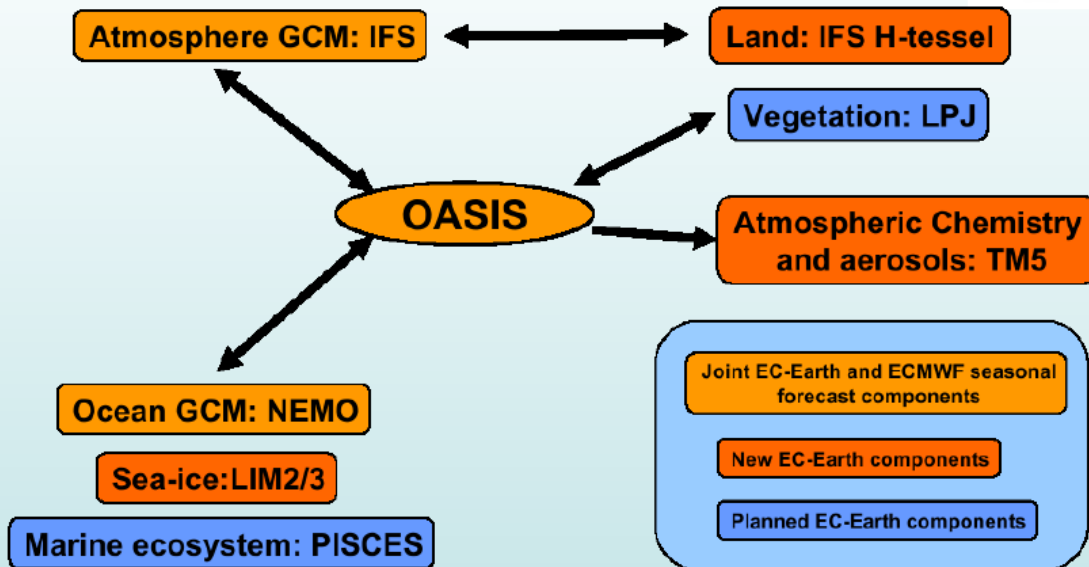 Atmosphere GCM: IFS
Land: IFS H-tessel
Vegetation: LPJ
OASIS
Atmospheric Chemistry
and aerosols: TM5
Ocean GCM: NEMO
Sea-ice:LIM2/3
Marine ecosystem: PISCES
Joint EC-Earth and ECMWF seasonal
forecast components
New EC-Earth components
Planned EC-Earth components